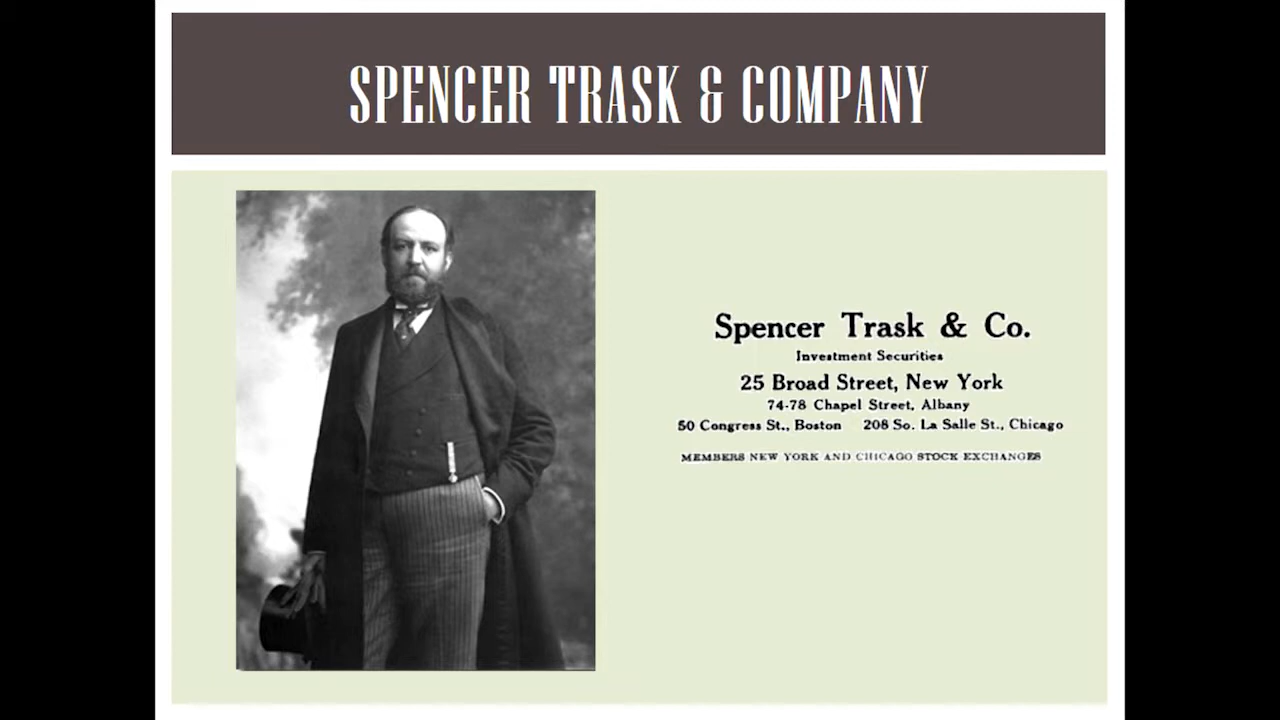 SPENCER TRASK & COMPANY
Spencer Trask & Co.
Investment Securities
25 Broad Street, New York
74-78 Chapel Street, Albany
50 Congress St., Boston 208 So. La Salle St., Chicago
MEMBERS NEW YORK AND CHICAGO STOCK EXCHANGES